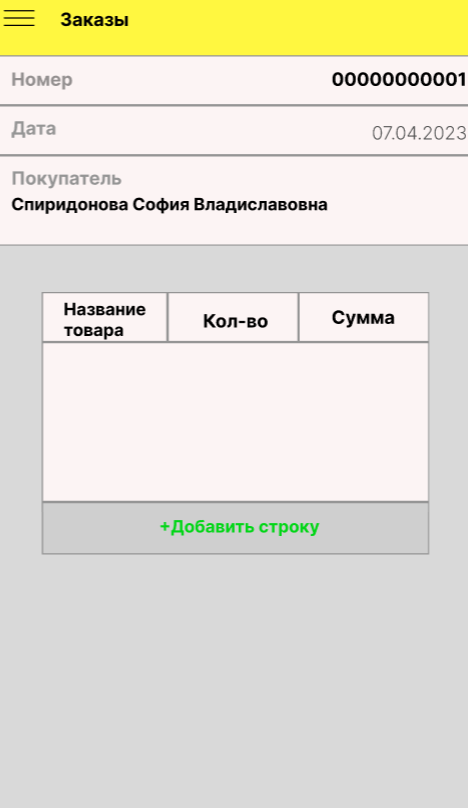 Заказы
Номер
00000000001
Дата
07.04.2023
Покупатель
Спиридонова София Владиславовна
Название
товара
Кол-во
Сумма
+Добавить строку